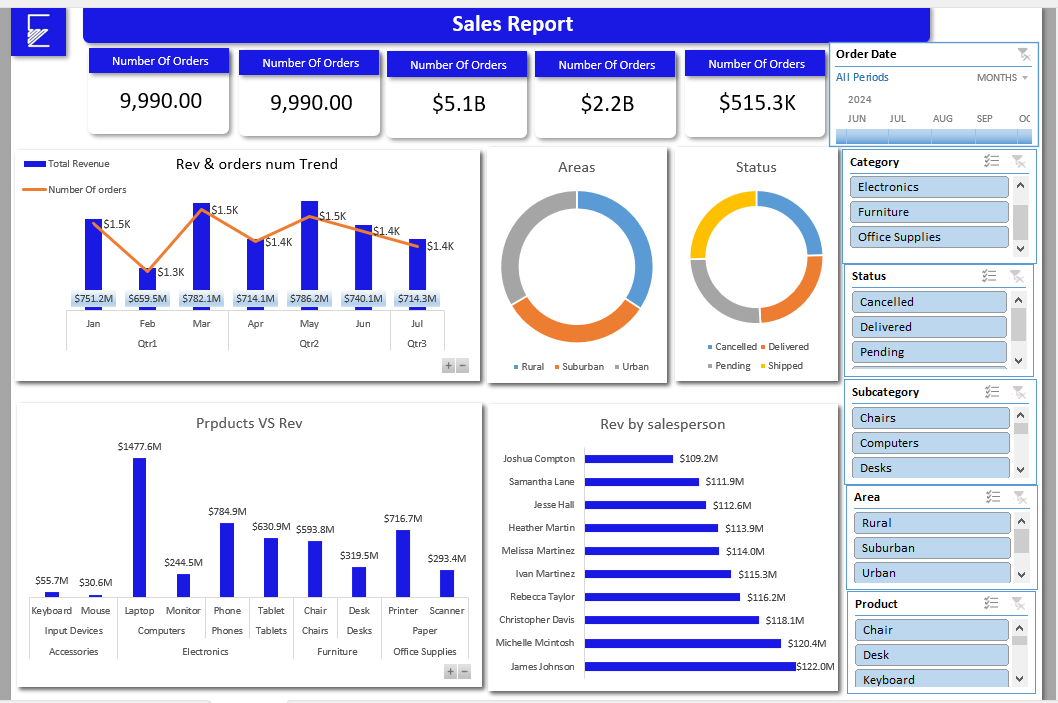 Sales Report
Number Of Orders
9,990.00
Number Of Orders
9,990.00
Number Of Orders
$5.1B
Number Of Orders
$2.2B
Number Of Orders
$515.3K
Order Date
All Periods MONTHS
2024
JUN JUL AUG SEP OC
Rev & orders num Trend
Total Revenue
Number Of orders
$1.5K
$1.3K
$1.5K
$1.4K
$1.5K
$1.4K
$1.4K
$751.2M $659.5M $782.1M $714.1M $786.2M $740.1M $714.3M
Jan Feb Mar Apr May Jun Jul
Qtr1 Qtr2 Qtr3
+ −
Areas
Rural Suburban Urban
Status
Cancelled Delivered
Pending Shipped
Category
Electronics
Furniture
Office Supplies
Status
Cancelled
Delivered
Pending
Subcategory
Chairs
Computers
Desks
Area
Rural
Suburban
Urban
Product
Chair
Desk
Keyboard
Prpducts VS Rev
$55.7M $30.6M $1477.6M $244.5M $784.9M $630.9M $593.8M $319.5M $716.7M $293.4M
Keyboard Mouse Laptop Monitor Phone Tablet Chair Desk Printer Scanner
Input Devices Computers Phones Tablets Chairs Desks Paper
Accessories Electronics Furniture Office Supplies
+ −
Rev by salesperson
Joshua Compton $109.2M
Samantha Lane $111.9M
Jesse Hall $112.6M
Heather Martin $113.9M
Melissa Martinez $114.0M
Ivan Martinez $115.3M
Rebecca Taylor $116.2M
Christopher Davis $118.1M
Michelle Mcintosh $120.4M
James Johnson $122.0M